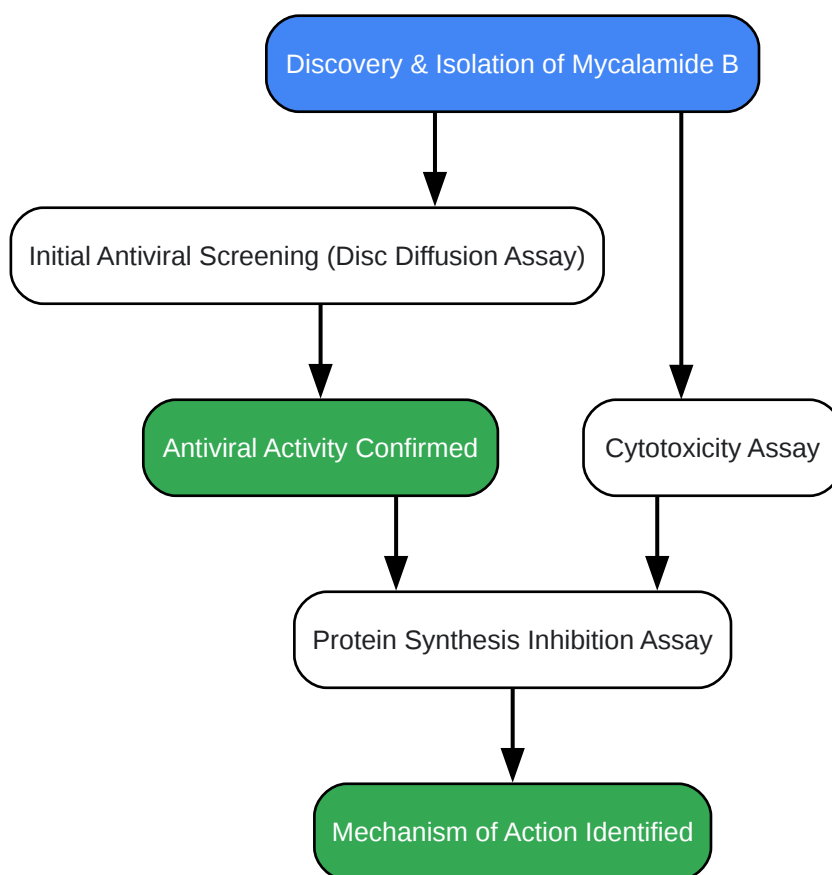 Discovery & Isolation of Mycalamide B
Initial Antiviral Screening (Disc Diffusion Assay)
Antiviral Activity Confirmed
Cytotoxicity Assay
Protein Synthesis Inhibition Assay
Mechanism of Action Identified